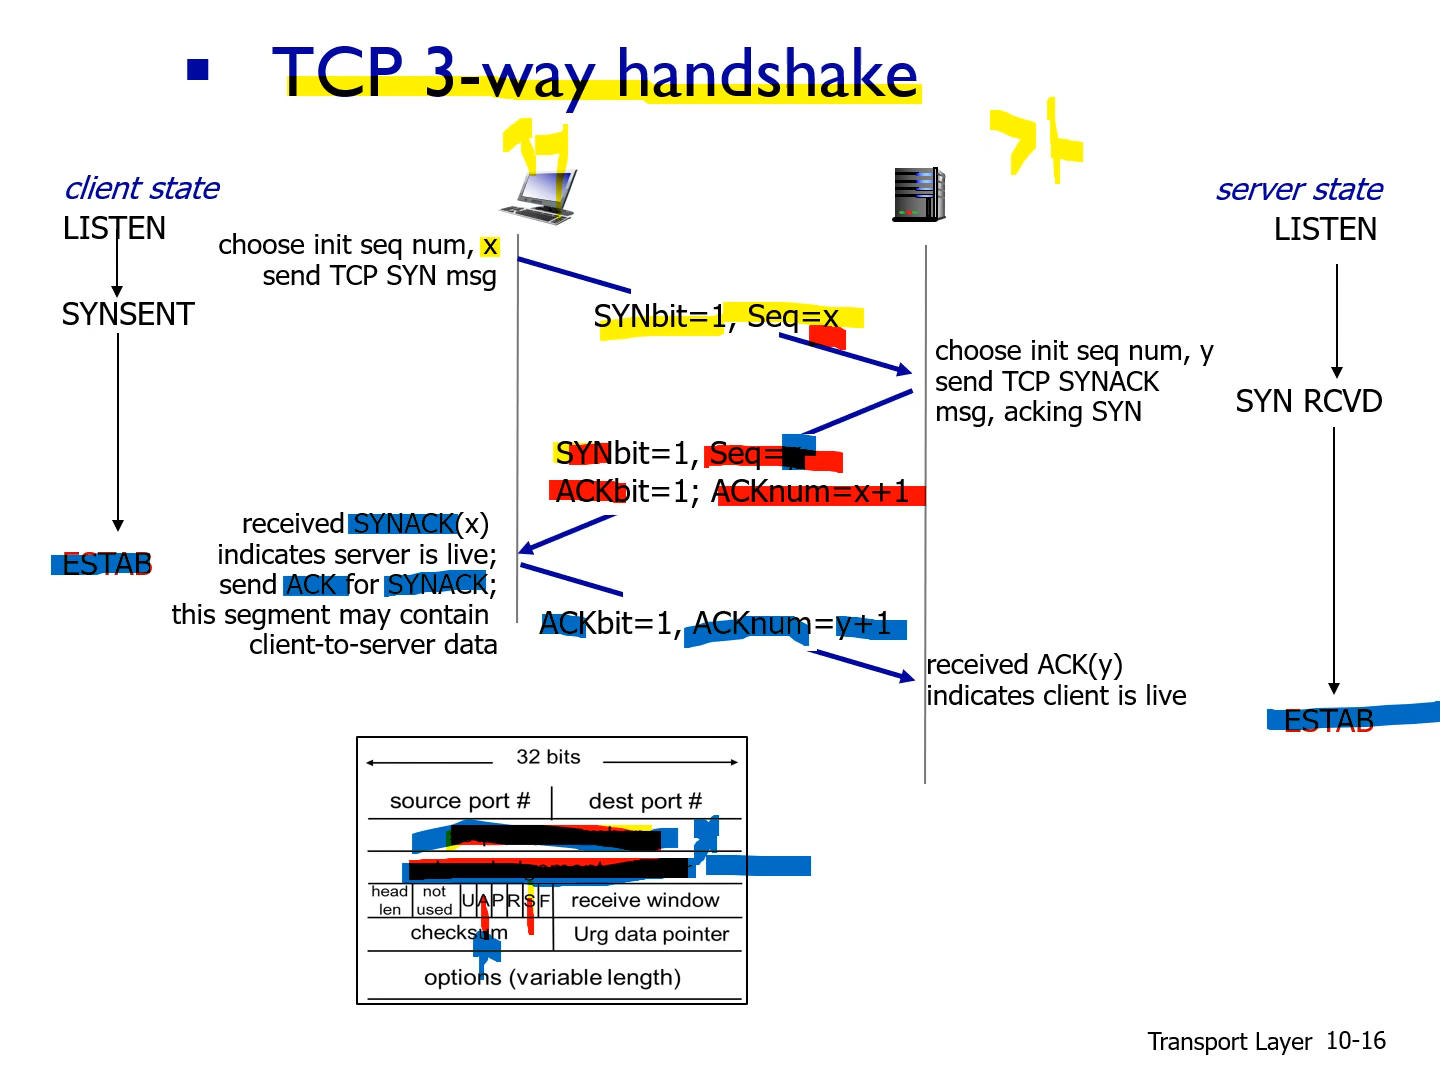 ▪ TCP 3-way handshake
client state
LISTEN
SYNSENT
ESTAB
choose init seq num, x
send TCP SYN msg
SYNbit=1, Seq=x
choose init seq num, y
send TCP SYNACK
msg, acking SYN
SYNbit=1, Seq=
ACKbit=1; ACKnum=x+1
received SYNACK(x)
indicates server is live;
send ACK for SYNACK;
this segment may contain
client-to-server data
ACKbit=1, ACKnum=y+1
received ACK(y)
indicates client is live
server state
LISTEN
SYN RCVD
ESTAB
32 bits
source port # dest port #
head len not used U A P R S F receive window
checksum Urg data pointer
options (variable length)
Transport Layer 10-16